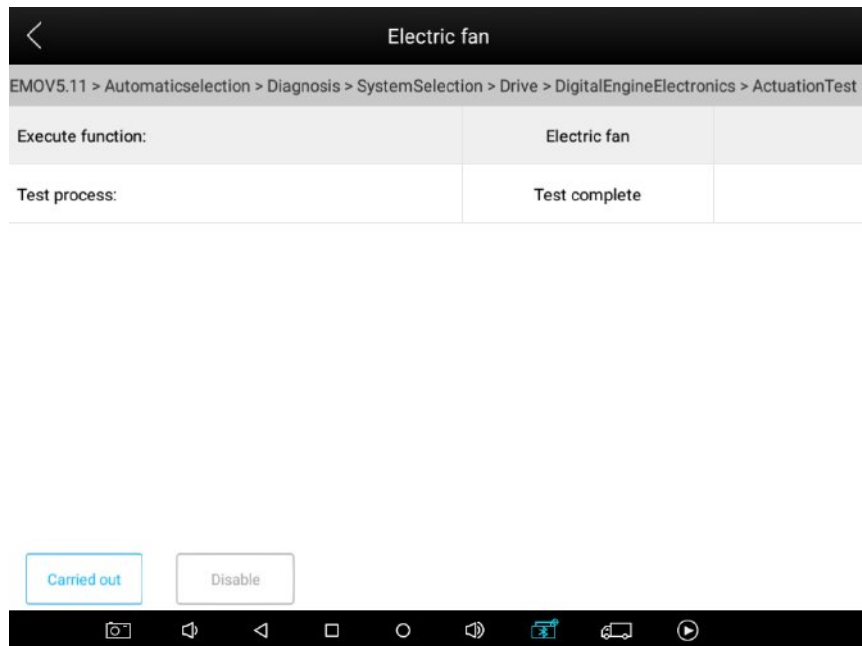 Electric fan
EMOV5.11 > Automaticselection > Diagnosis > SystemSelection > Drive > DigitalEngineElectronics > ActuationTest
Execute function: Electric fan
Test process: Test complete
Carried out Disable